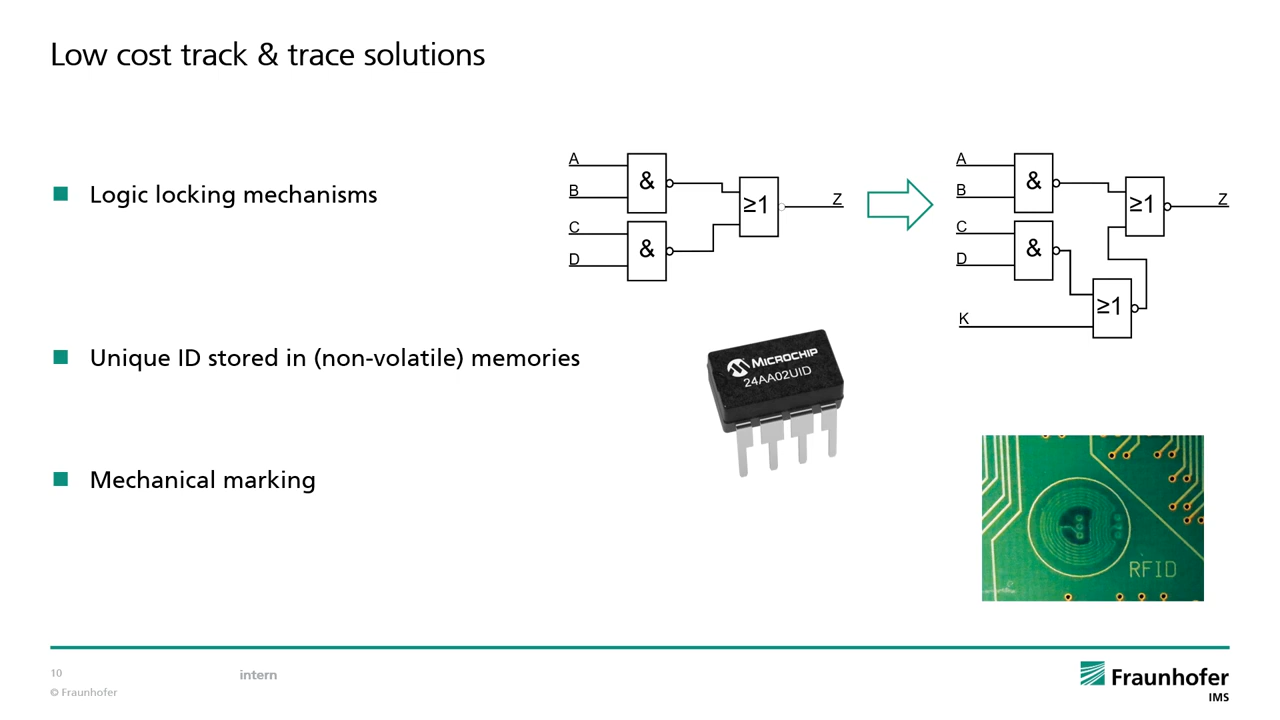 Low cost track & trace solutions
Logic locking mechanisms
A
B
C
D
&
&
≥1
Z
A
B
C
D
K
&
&
≥1
≥1
Z
Unique ID stored in (non-volatile) memories
MICROCHIP
24AA02UID
Mechanical marking
RFID
10
intern
© Fraunhofer
Fraunhofer
IMS